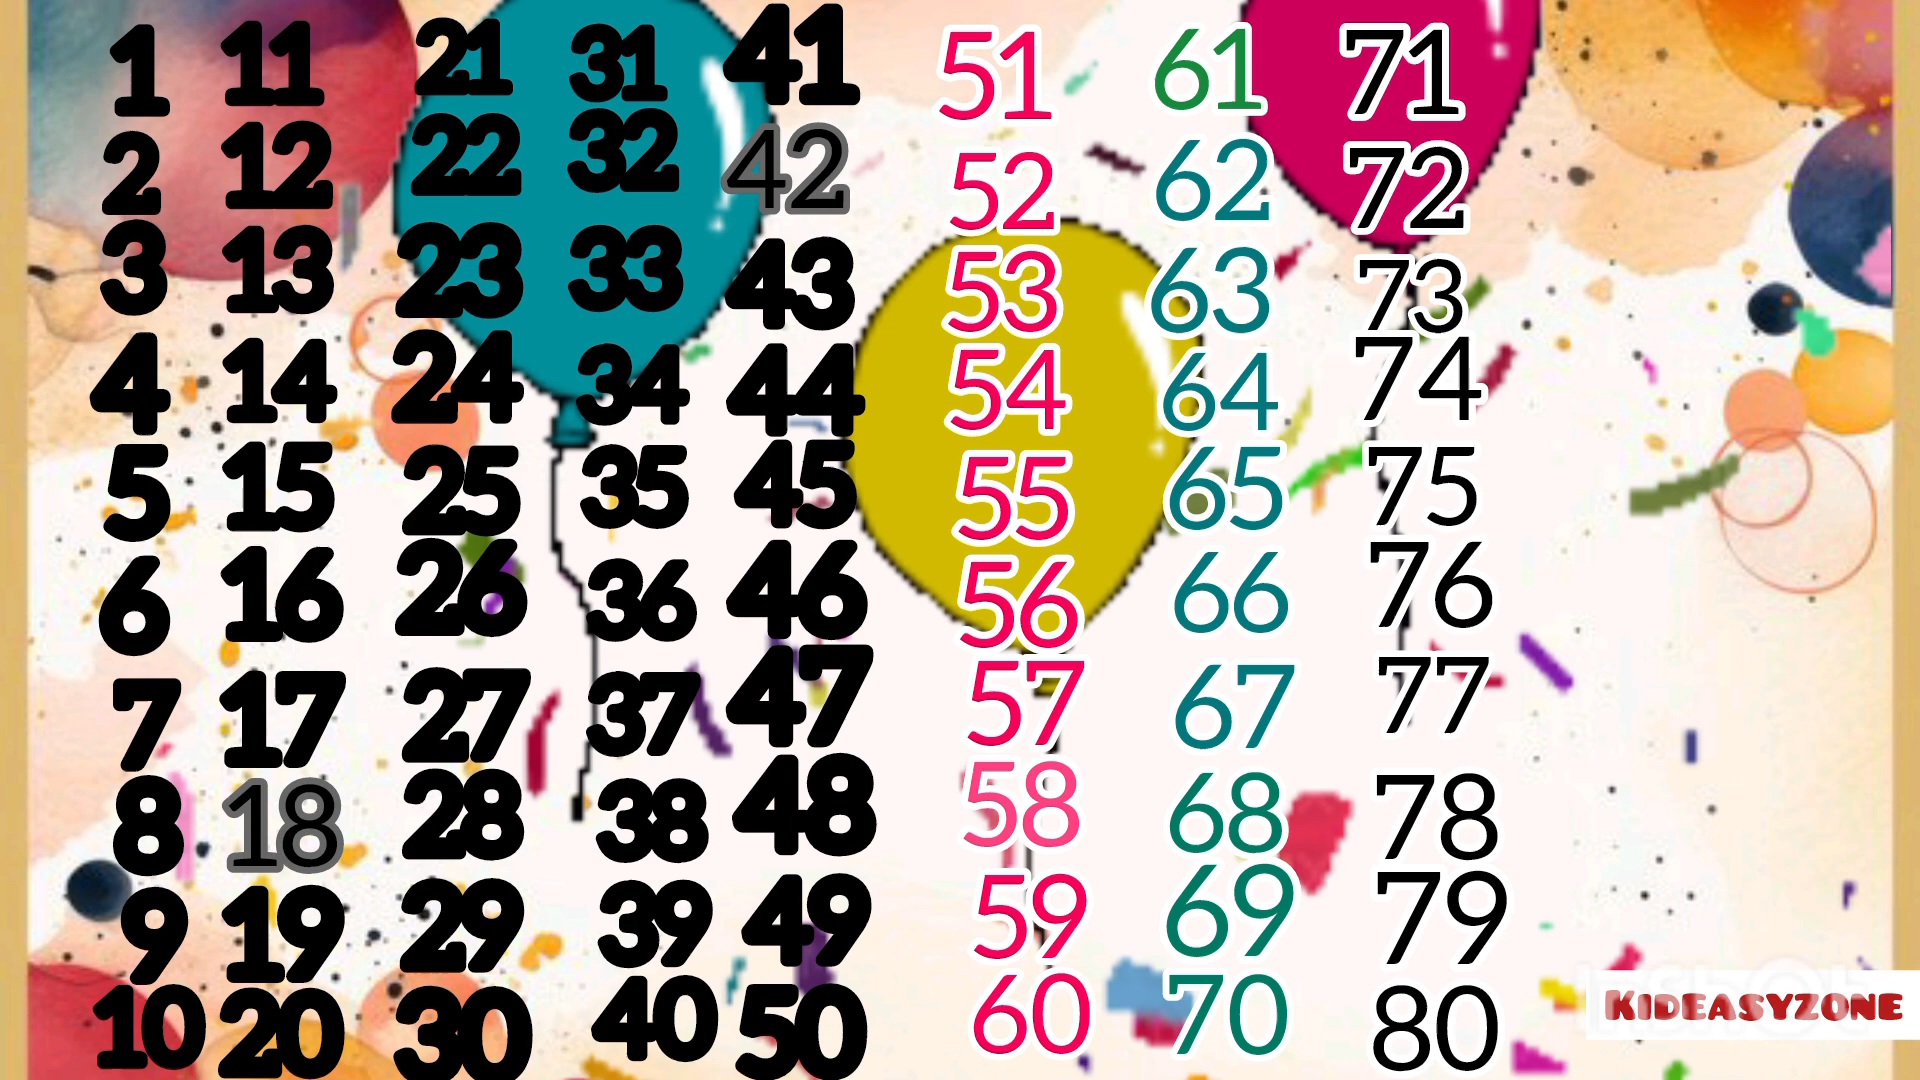 1 11 21 31 41 51 61 71
2 12 22 32 42 52 62 72
3 13 23 33 43 53 63 73
4 14 24 34 44 54 64 74
5 15 25 35 45 55 65 75
6 16 26 36 46 56 66 76
7 17 27 37 47 57 67 77
8 18 28 38 48 58 68 78
9 19 29 39 49 59 69 79
10 20 30 40 50 60 70 80
KIDEASYZONE